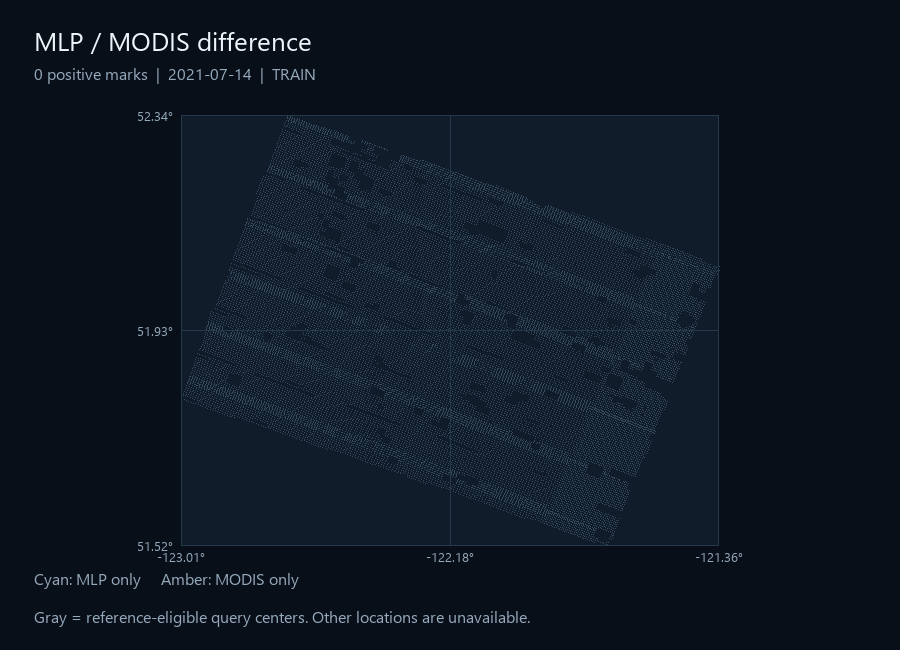 MLP / MODIS difference
0 positive marks | 2021-07-14 | TRAIN
52.34°
51.93°
51.52°
-123.01° -122.18° -121.36°
Cyan: MLP only Amber: MODIS only
Gray = reference-eligible query centers. Other locations are unavailable.